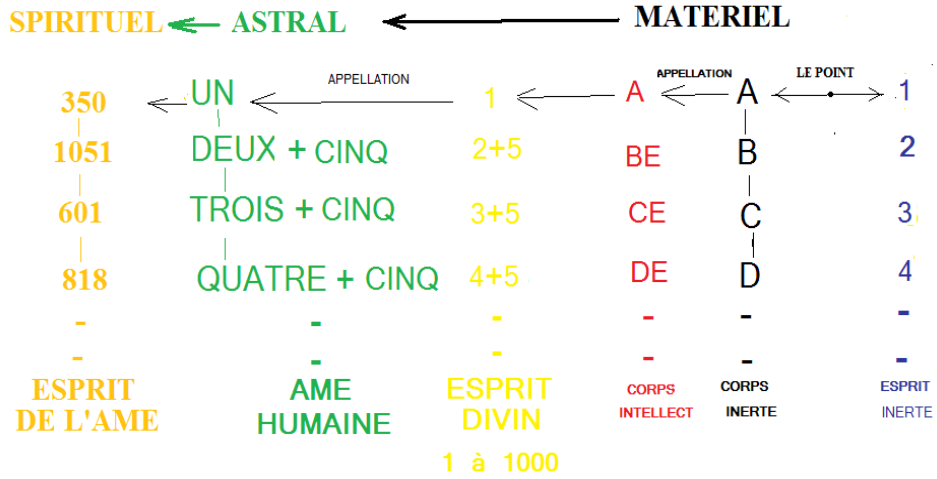 SPIRITUEL ASTRAL MATERIEL
350 UN APPELLATION 1 A APPELLATION A LE POINT 1
1051 DEUX + CINQ 2+5 BE B 2
601 TROIS + CINQ 3+5 CE C 3
818 QUATRE + CINQ 4+5 DE D 4
- - - - - -
- - - - - -
ESPRIT AME ESPRIT CORPS CORPS ESPRIT
DE L'AME HUMAINE DIVIN INTELLECT INERTE INERTE
1 à 1000